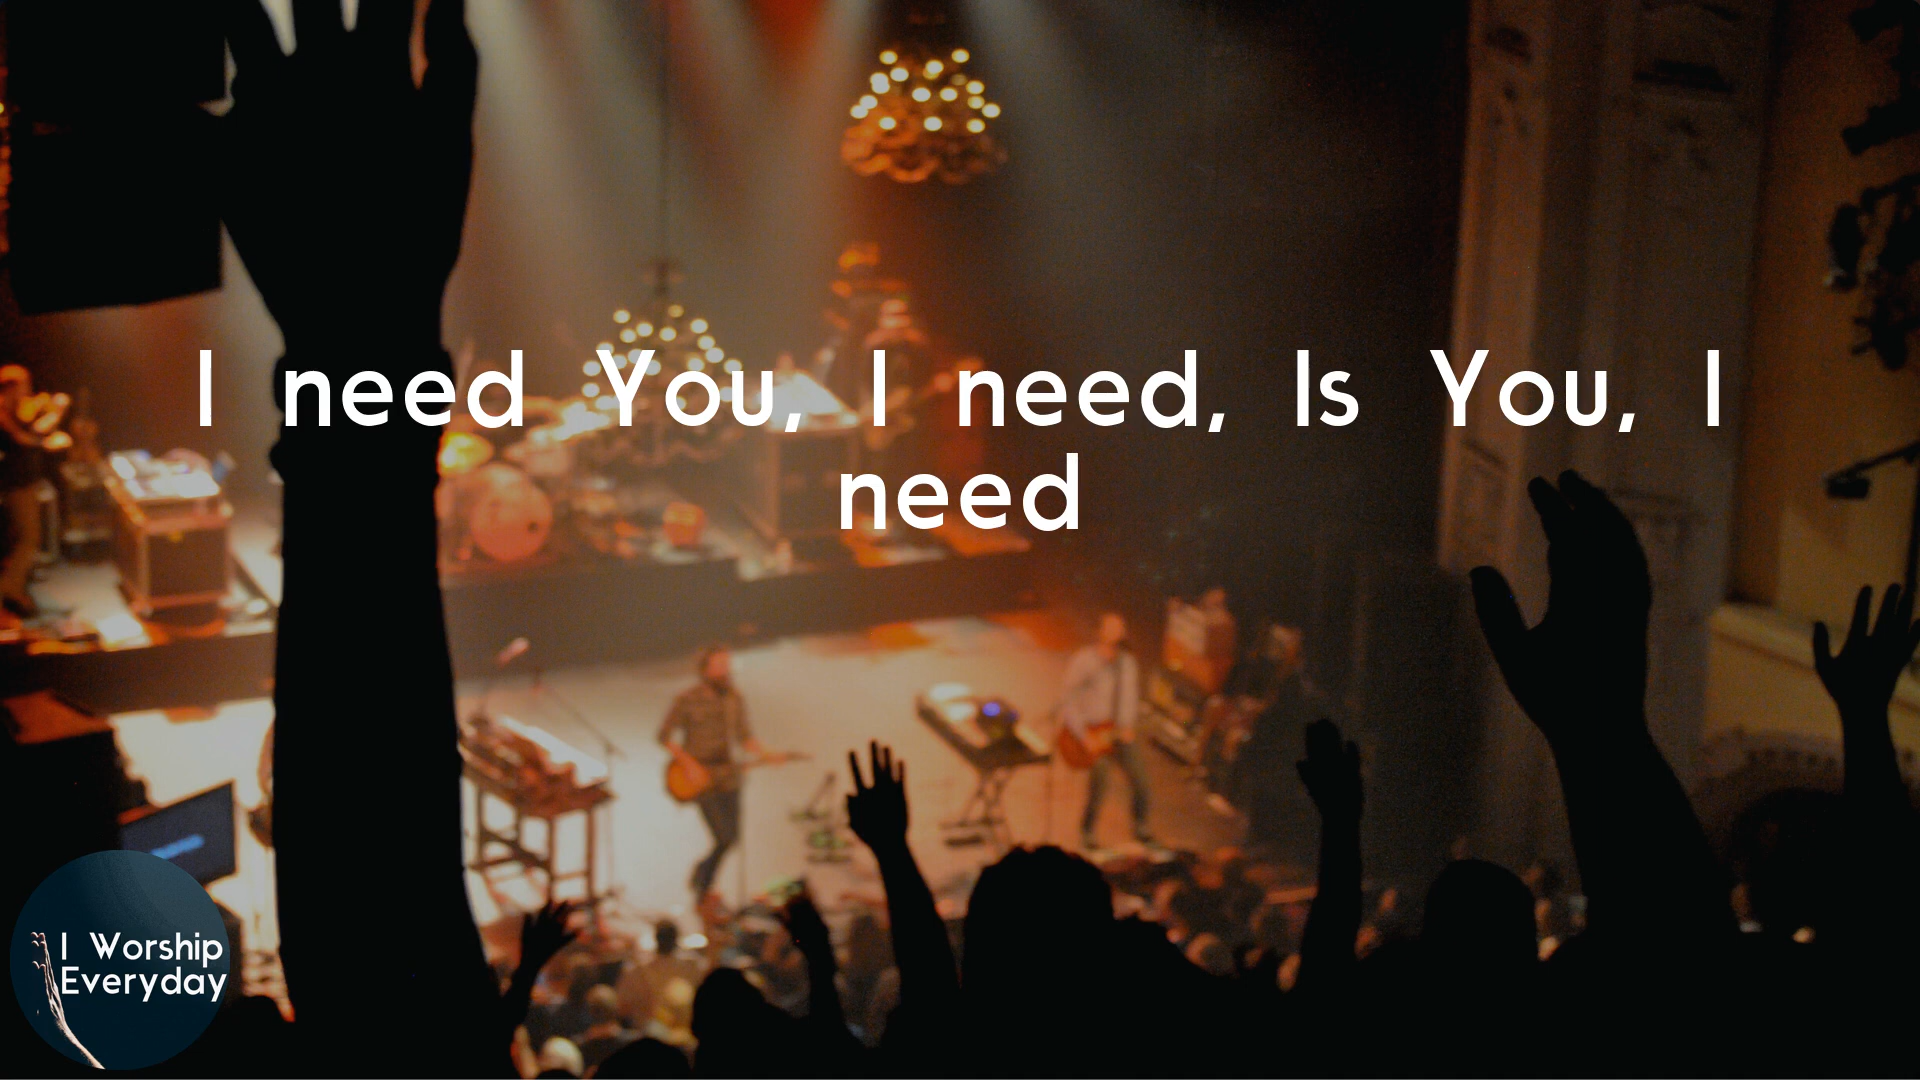 I need You, I need, Is You, I
need
I Worship
Everyday